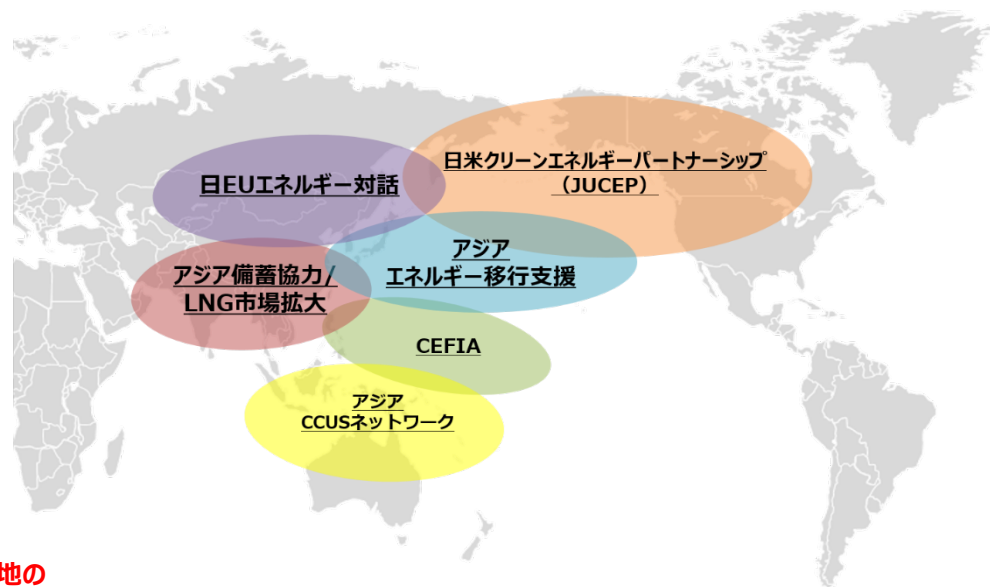 日米クリーンエネルギーパートナーシップ
（JUCEP）
日EUエネルギー対話
アジア
エネルギー移行支援
アジア備蓄協力/
LNG市場拡大
CEFIA
アジア
CCUSネットワーク
地の